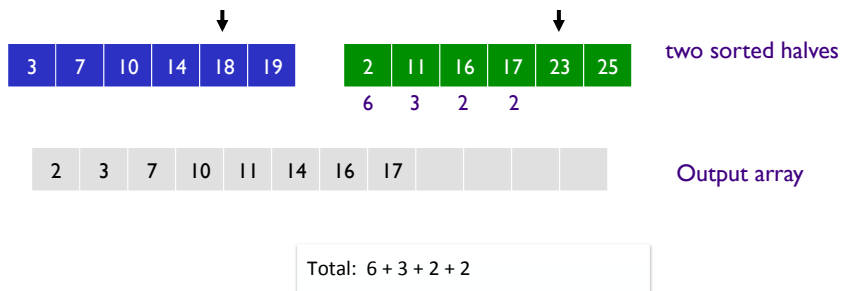 3 7 10 14 18 19 2 11 16 17 23 25 two sorted halves
6 3 2 2
2 3 7 10 11 14 16 17 Output array
Total: 6 + 3 + 2 + 2